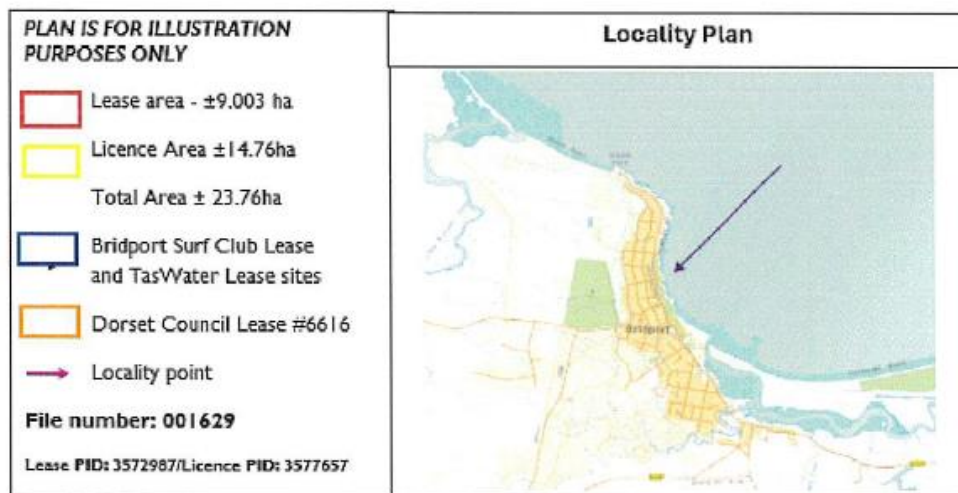 PLAN IS FOR ILLUSTRATION
PURPOSES ONLY
Lease area - ±9.003 ha
Licence Area ±14.76ha
Total Area ± 23.76ha
Bridport Surf Club Lease
and TasWater Lease sites
Dorset Council Lease #6616
Locality point
File number: 001629
Lease PID: 3572987/Licence PID: 3577657
Locality Plan
Bridport